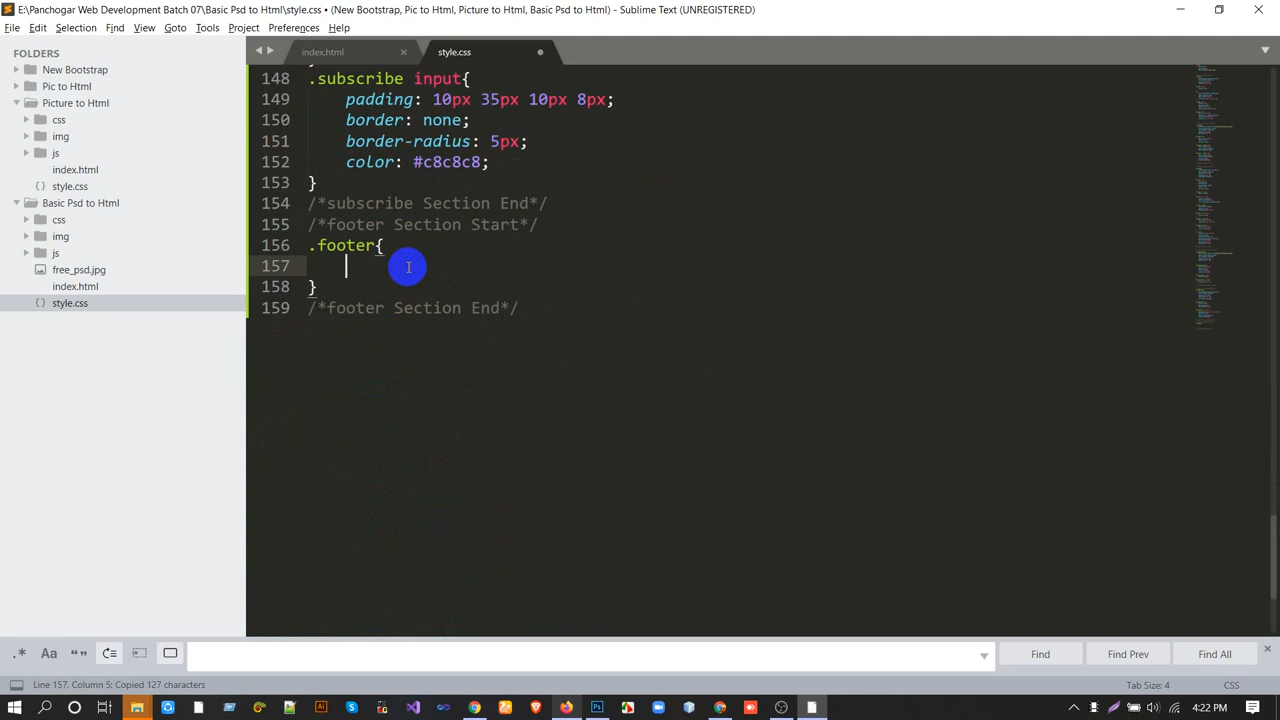 E:\Panchogar Web Development Batch 07\Basic Psd to Html\style.css • (New Bootstrap, Pic to Html, Picture to Html, Basic Psd to Html) - Sublime Text (UNREGISTERED)
File Edit Selection Find View Goto Tools Project Preferences Help
FOLDERS
New Bootstrap
Pic to Html
Picture to Html
css
img
js
index.html
style.css
Basic Psd to Html
css
img
js
free_psd.jpg
index.html
style.css
index.html
style.css
148 .subscribe input{
149 padding: 10px 35px 10px 8px;
150 border: none;
151 border-radius: 5px;
152 color: #c8c8c8;
153 }
154 /*subscribe Section End*/
155 /*footer Section Start*/
156 .footer{
157
158 }
159 /*footer Section End*/
.* Aa “” Find Find Prev Find All
Line 157, Column 5; Copied 127 characters Tab Size: 4 CSS
4:22 PM